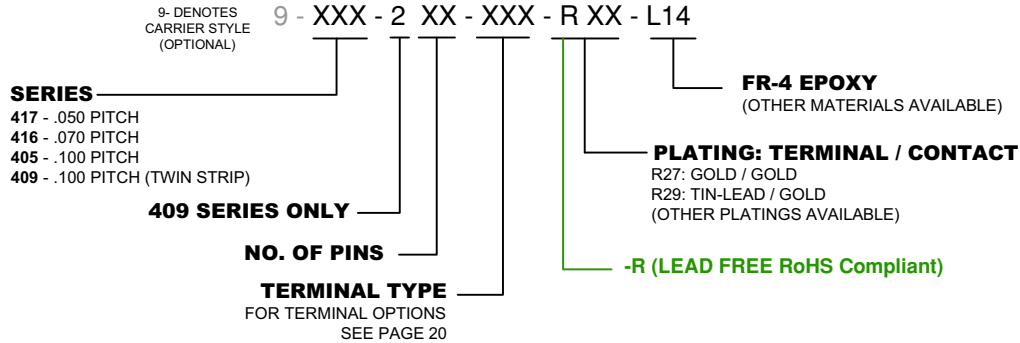 9- DENOTES
CARRIER STYLE
(OPTIONAL)
9 - XXX - 2 XX - XXX - R XX - L14
SERIES
417 - .050 PITCH
416 - .070 PITCH
405 - .100 PITCH
409 - .100 PITCH (TWIN STRIP)
FR-4 EPOXY
(OTHER MATERIALS AVAILABLE)
PLATING: TERMINAL / CONTACT
R27: GOLD / GOLD
R29: TIN-LEAD / GOLD
(OTHER PLATINGS AVAILABLE)
409 SERIES ONLY
NO. OF PINS
-R (LEAD FREE RoHS Compliant)
TERMINAL TYPE
FOR TERMINAL OPTIONS
SEE PAGE 20